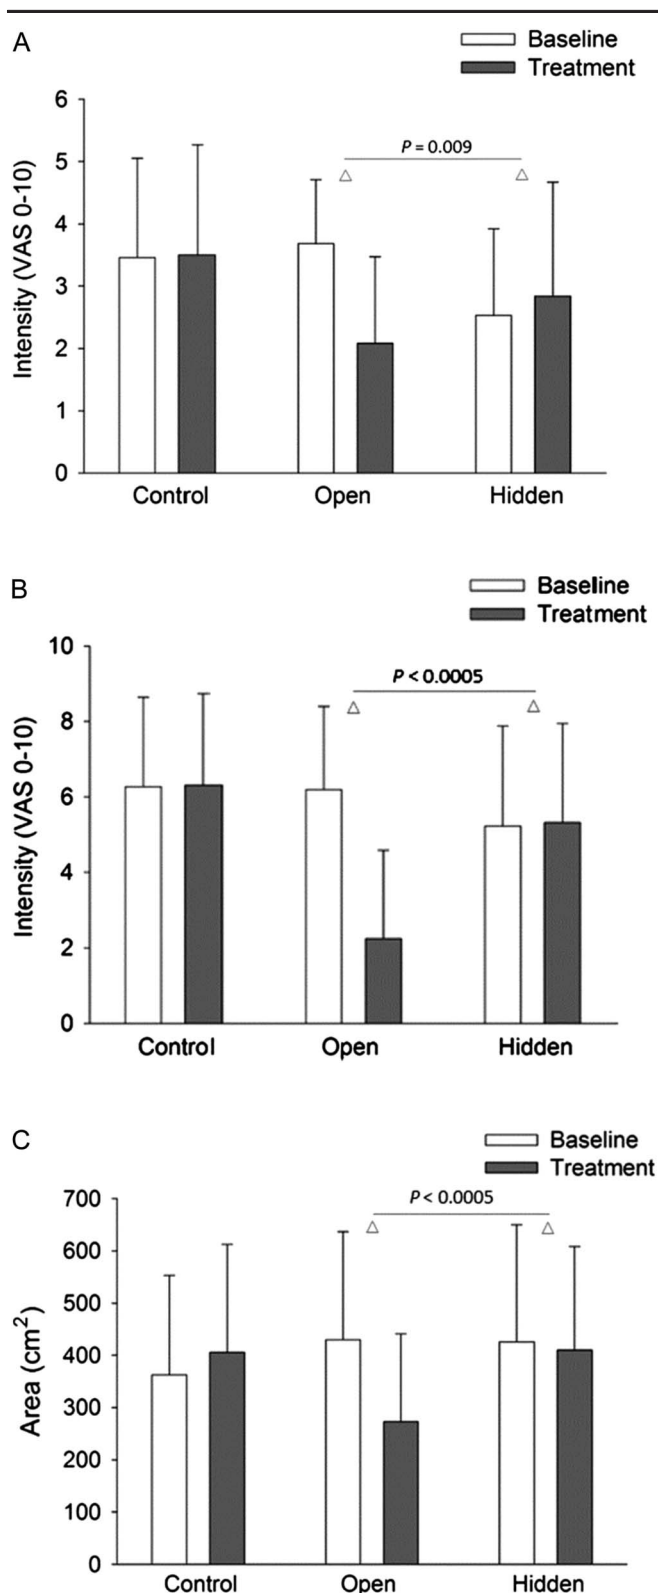 A
Baseline
Treatment
6
5
4
3
2
1
0
Intensity (VAS 0-10)
P = 0.009
△ △
Control Open Hidden
B
Baseline
Treatment
10
8
6
4
2
0
Intensity (VAS 0-10)
P < 0.0005
△ △
Control Open Hidden
C
Baseline
Treatment
700
600
500
400
300
200
100
0
Area (cm²)
P < 0.0005
△ △
Control Open Hidden